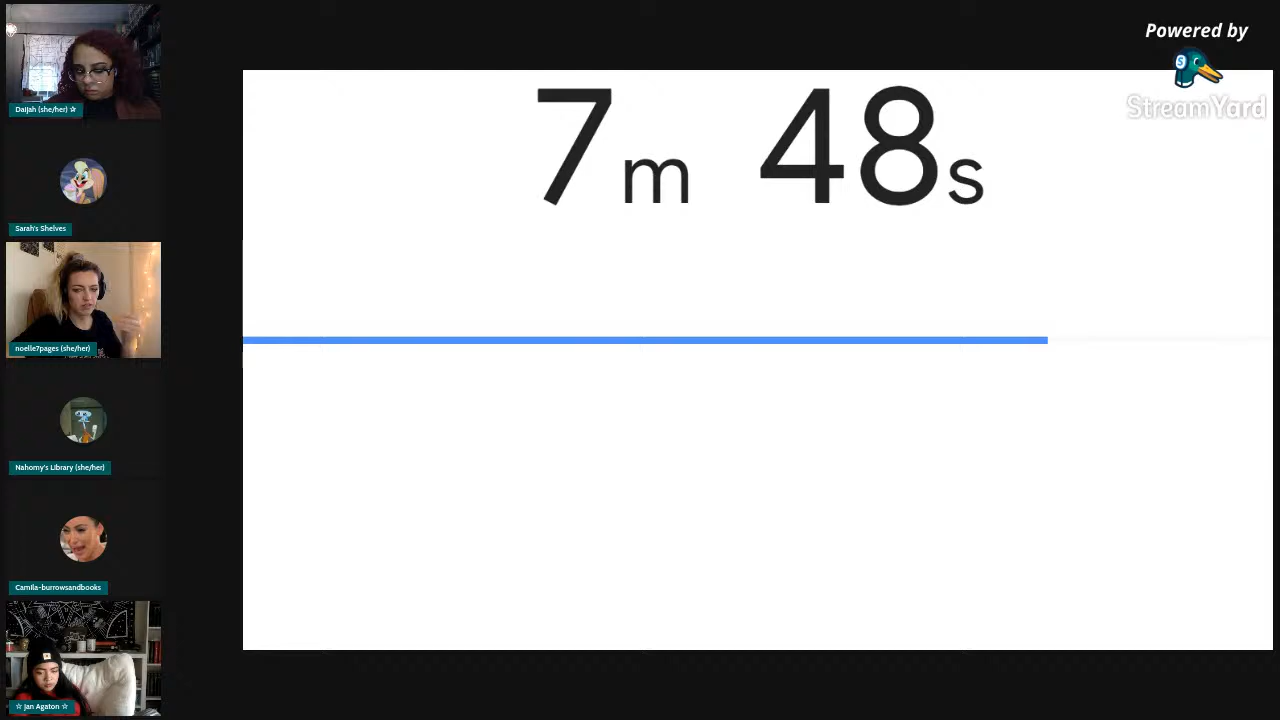 Daijah (she/her) ☆
Sarah's Shelves
noelle7pages (she/her)
Nahomy's Library (she/her)
Camila-burrowsandbooks
☆ Jan Agaton ☆
7m 48s
Powered by
S
StreamYard